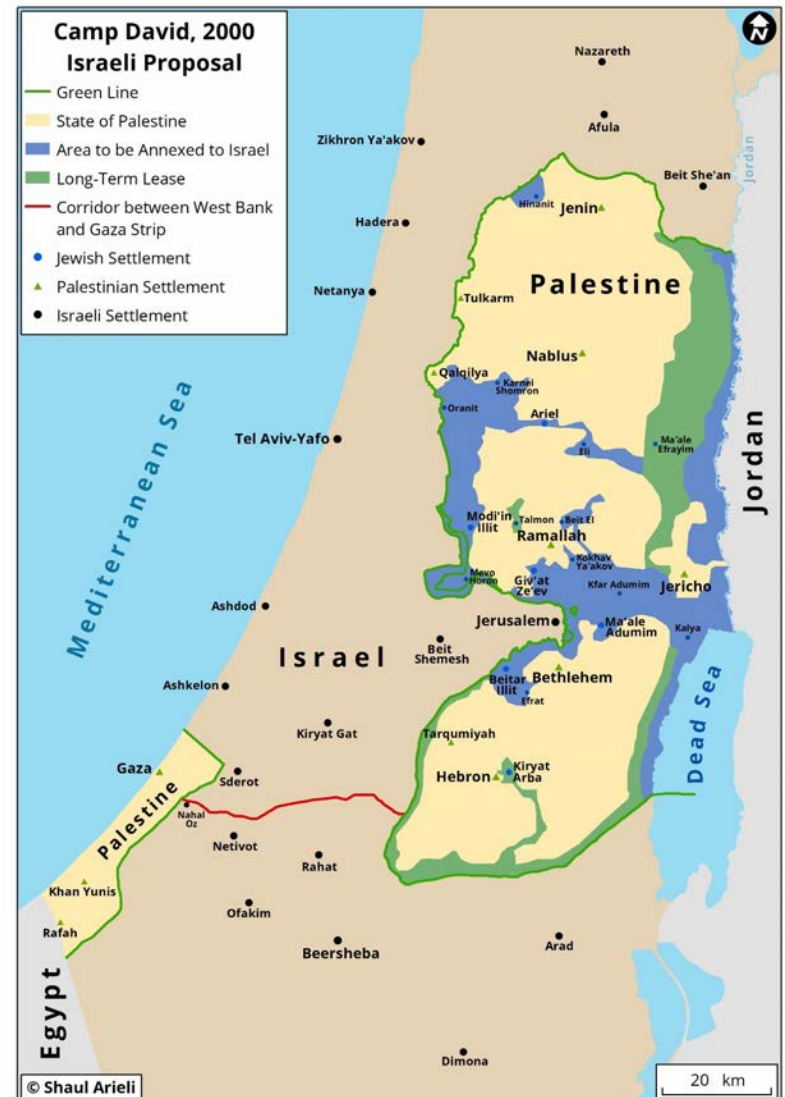 Camp David, 2000
Israeli Proposal
Green Line
State of Palestine
Area to be Annexed to Israel
Long-Term Lease
Corridor between West Bank
and Gaza Strip
Jewish Settlement
Palestinian Settlement
Israeli Settlement
N
Nazareth
Afula
Zikhron Ya'akov
Beit She'an
Jordan
Hinanit
Jenin
Hadera
Palestine
Netanya
Tulkarm
Nablus
Qalqilya
Karnei
Shomron
Oranit
Ariel
Mediterranean Sea
Tel Aviv-Yafo
Eli
Ma'ale
Efrayim
Jordan
Modi'in
Illit
Talmon
Beit El
Ramallah
Kokhav
Ya'akov
Mevo
Horon
Giv'at
Ze'ev
Kfar Adumim
Jericho
Ashdod
Jerusalem
Ma'ale
Adumim
Kalya
Israel
Beit
Shemesh
Beitar
Illit
Bethlehem
Efrat
Ashkelon
Dead Sea
Kiryat Gat
Tarqumiyah
Gaza
Sderot
Hebron
Kiryat
Arba
Palestine
Nahal
Oz
Netivot
Rahat
Khan Yunis
Ofakim
Rafah
Beersheba
Arad
Egypt
Dimona
© Shaul Arieli
20 km